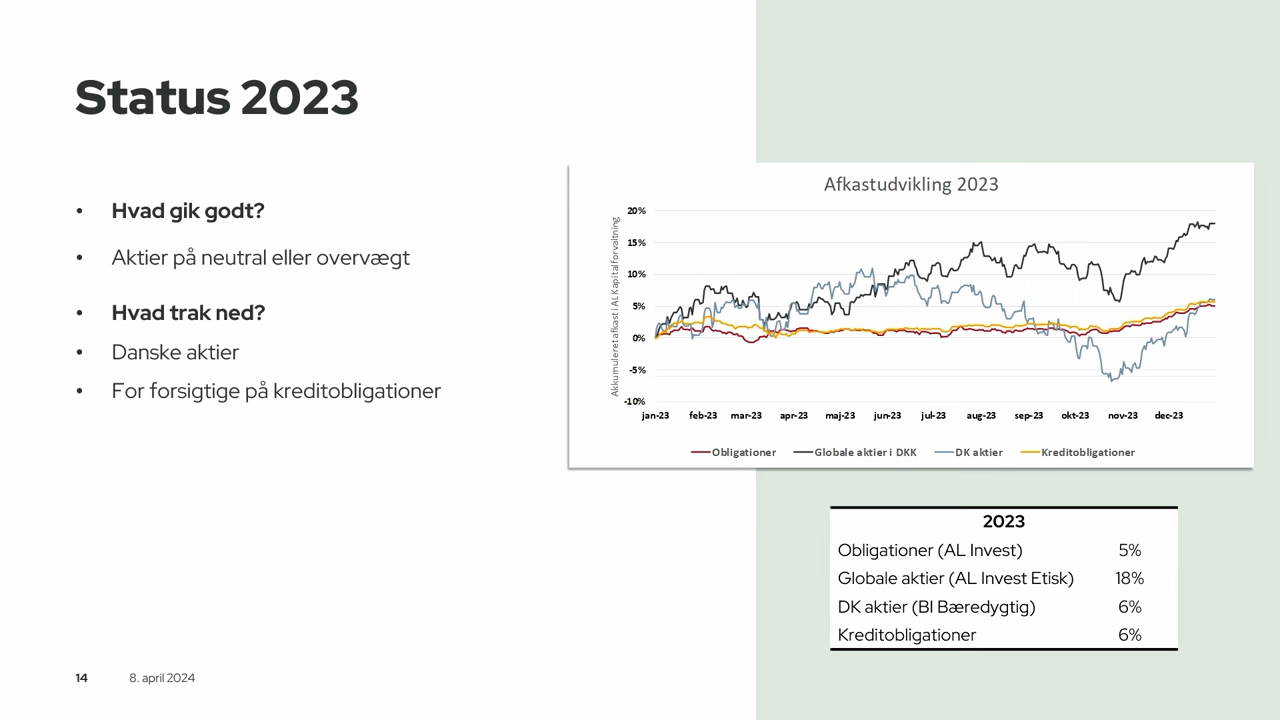 Status 2023
• Hvad gik godt?
• Aktier på neutral eller overvægt
• Hvad trak ned?
• Danske aktier
• For forsigtige på kreditobligationer
Afkastudvikling 2023
Akkumuleret afkast i AL Kapitalforvaltning
20%
15%
10%
5%
0%
-5%
-10%
jan-23 feb-23 mar-23 apr-23 maj-23 jun-23 jul-23 aug-23 sep-23 okt-23 nov-23 dec-23
Obligationer Globale aktier i DKK DK aktier Kreditobligationer
2023
Obligationer (AL Invest) 5%
Globale aktier (AL Invest Etisk) 18%
DK aktier (BI Bæredygtig) 6%
Kreditobligationer 6%
14 8. april 2024